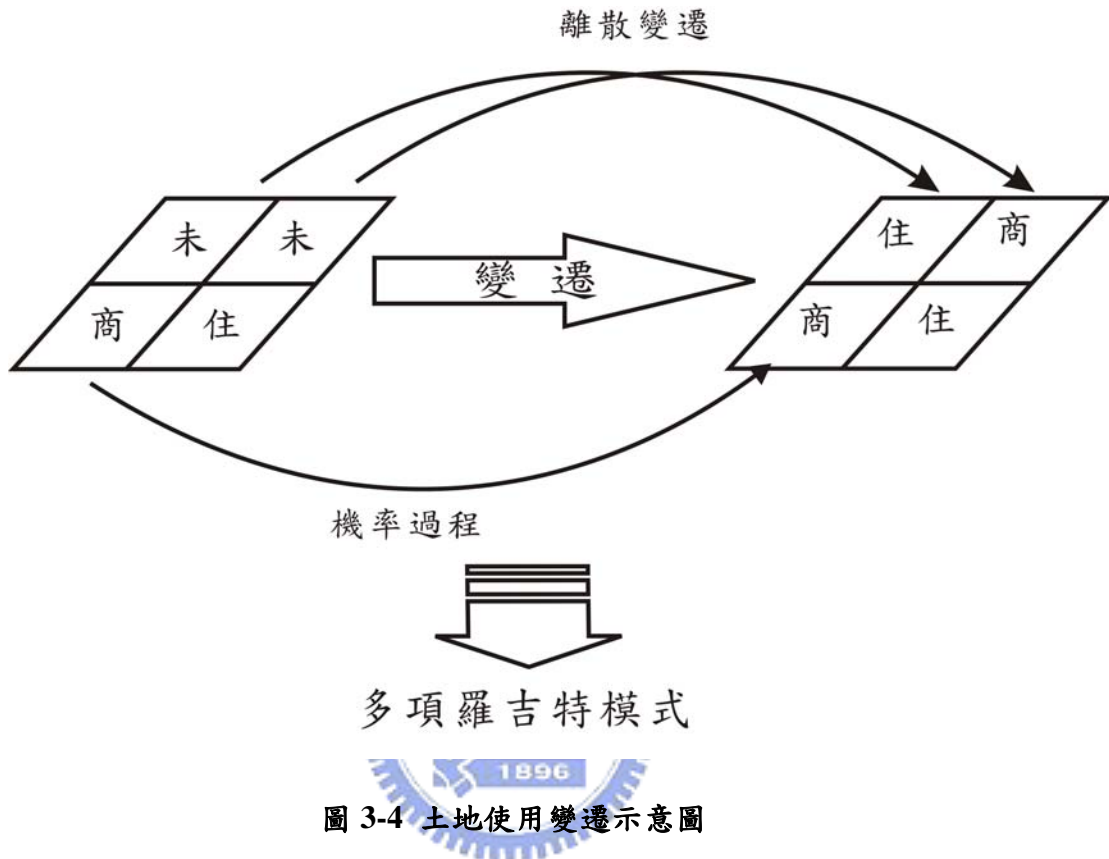 離散變遷
未 未
商 住
變 遷
住 商
商 住
機率過程
多項羅吉特模式
1896
圖 3-4 土地使用變遷示意圖